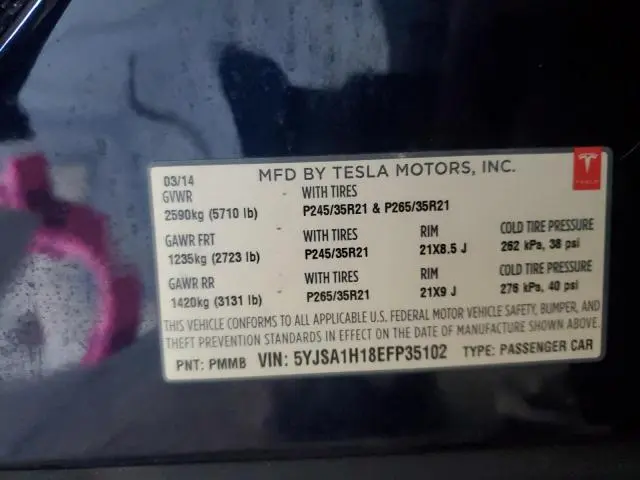 MFD BY TESLA MOTORS, INC.
TESLA
03/14
GVWR - WITH TIRES
2590kg (5710 lb) P245/35R21 & P265/35R21
GAWR FRT - WITH TIRES RIM COLD TIRE PRESSURE
1235kg (2723 lb) P245/35R21 21X8.5 J 262 kPa, 38 psi
GAWR RR - WITH TIRES RIM COLD TIRE PRESSURE
1420kg (3131 lb) P265/35R21 21X9 J 276 kPa, 40 psi
THIS VEHICLE CONFORMS TO ALL APPLICABLE U.S. FEDERAL MOTOR VEHICLE SAFETY, BUMPER, AND
THEFT PREVENTION STANDARDS IN EFFECT ON THE DATE OF MANUFACTURE SHOWN ABOVE.
PNT: PMMB VIN: 5YJSA1H18EFP35102 TYPE: PASSENGER CAR